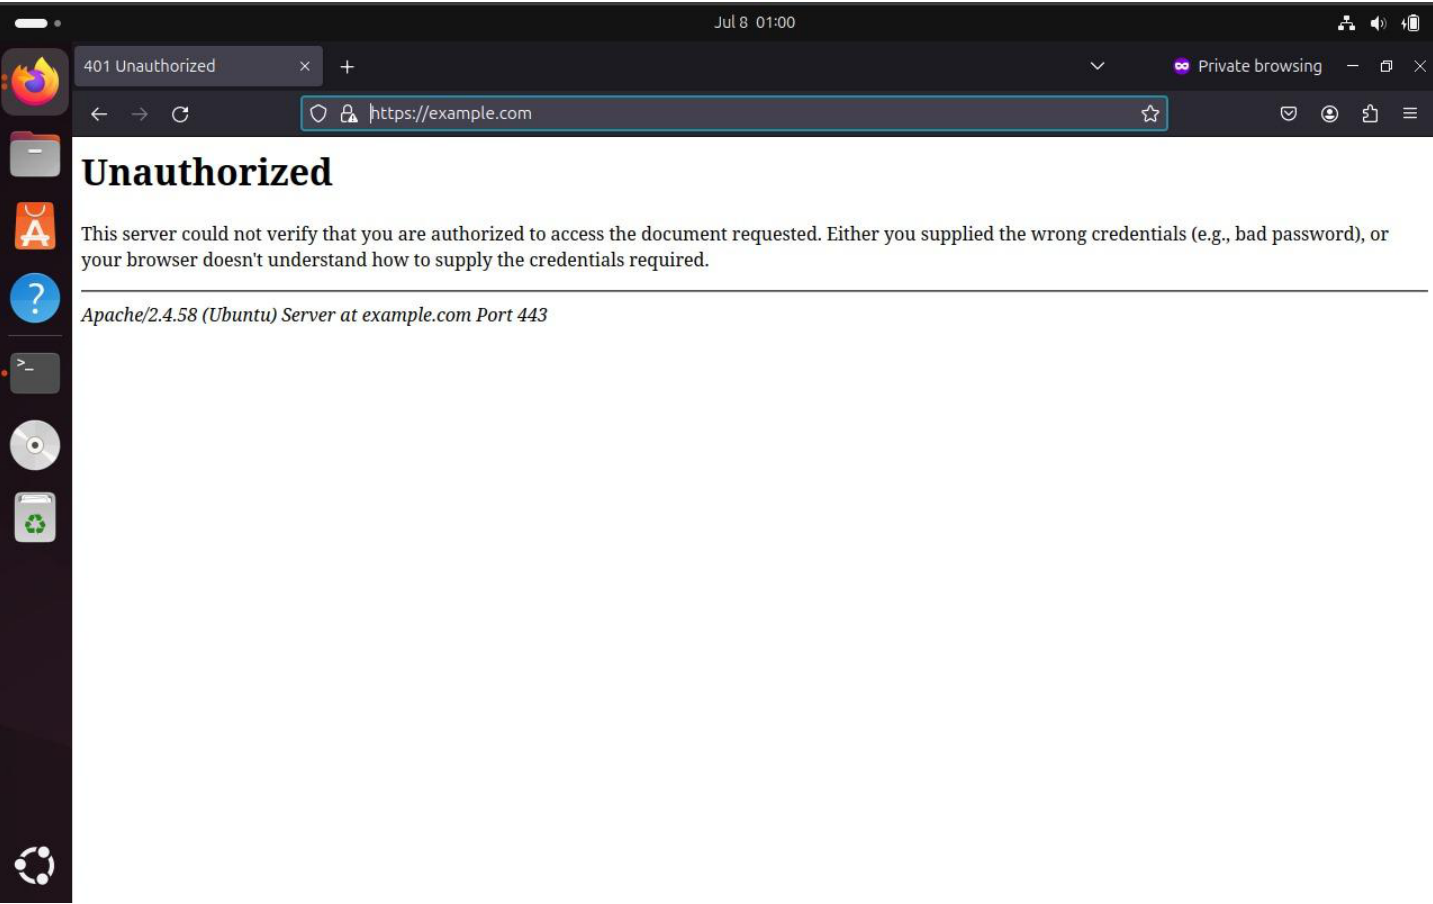 Jul 8 01:00
401 Unauthorized
Private browsing
https://example.com
Unauthorized
This server could not verify that you are authorized to access the document requested. Either you supplied the wrong credentials (e.g., bad password), or
your browser doesn't understand how to supply the credentials required.
Apache/2.4.58 (Ubuntu) Server at example.com Port 443